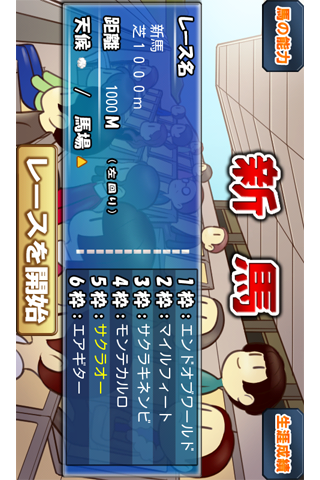 馬の能力
新馬
生涯成績
レース名
新馬
芝1000m
距離 1000M
(左回り)
天候 / 馬場
1枠:エンドオブワールド
2枠:マイルフィート
3枠:サクラキネンビ
4枠:モンテカルロ
5枠:サクラオー
6枠:エアギター
レースを開始